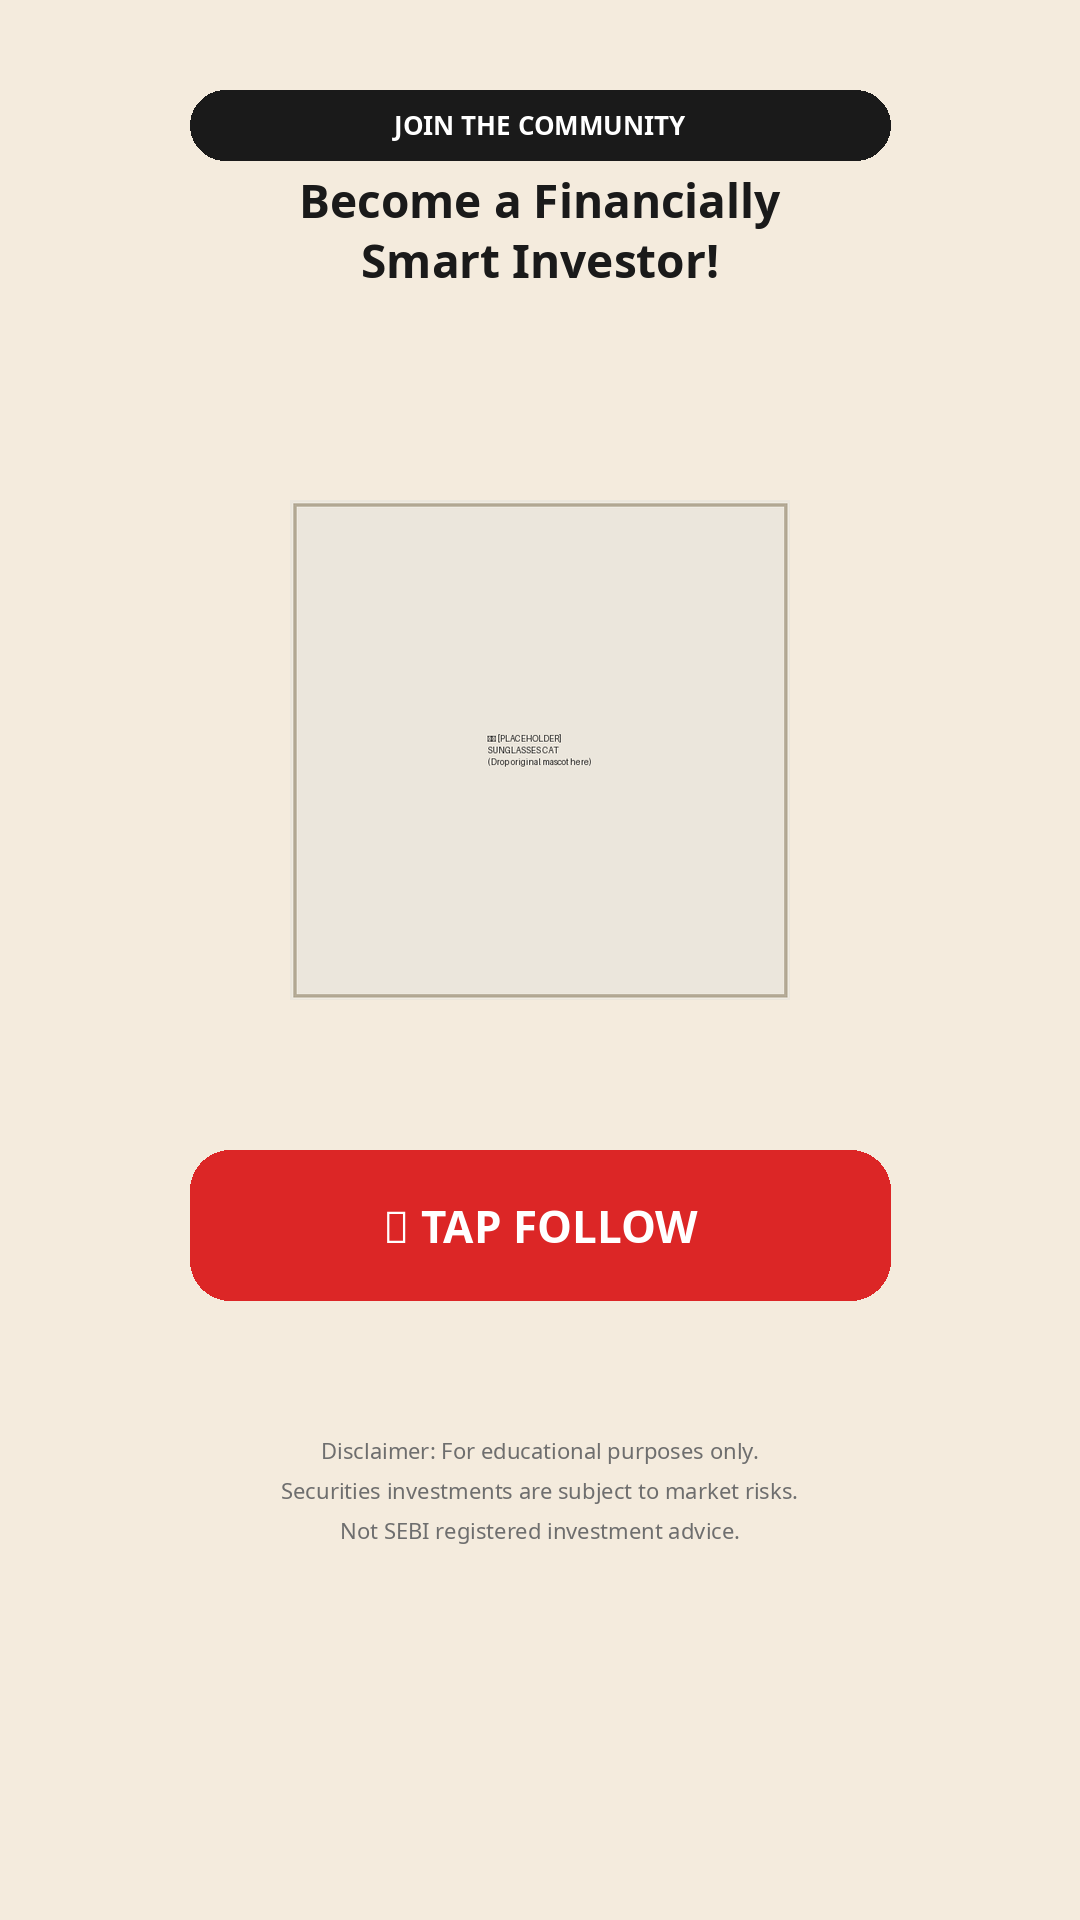 JOIN THE COMMUNITY
Become a Financially
Smart Investor!
[PLACEHOLDER]
SUNGLASSES CAT
(Drop original mascot here)
TAP FOLLOW
Disclaimer: For educational purposes only.
Securities investments are subject to market risks.
Not SEBI registered investment advice.